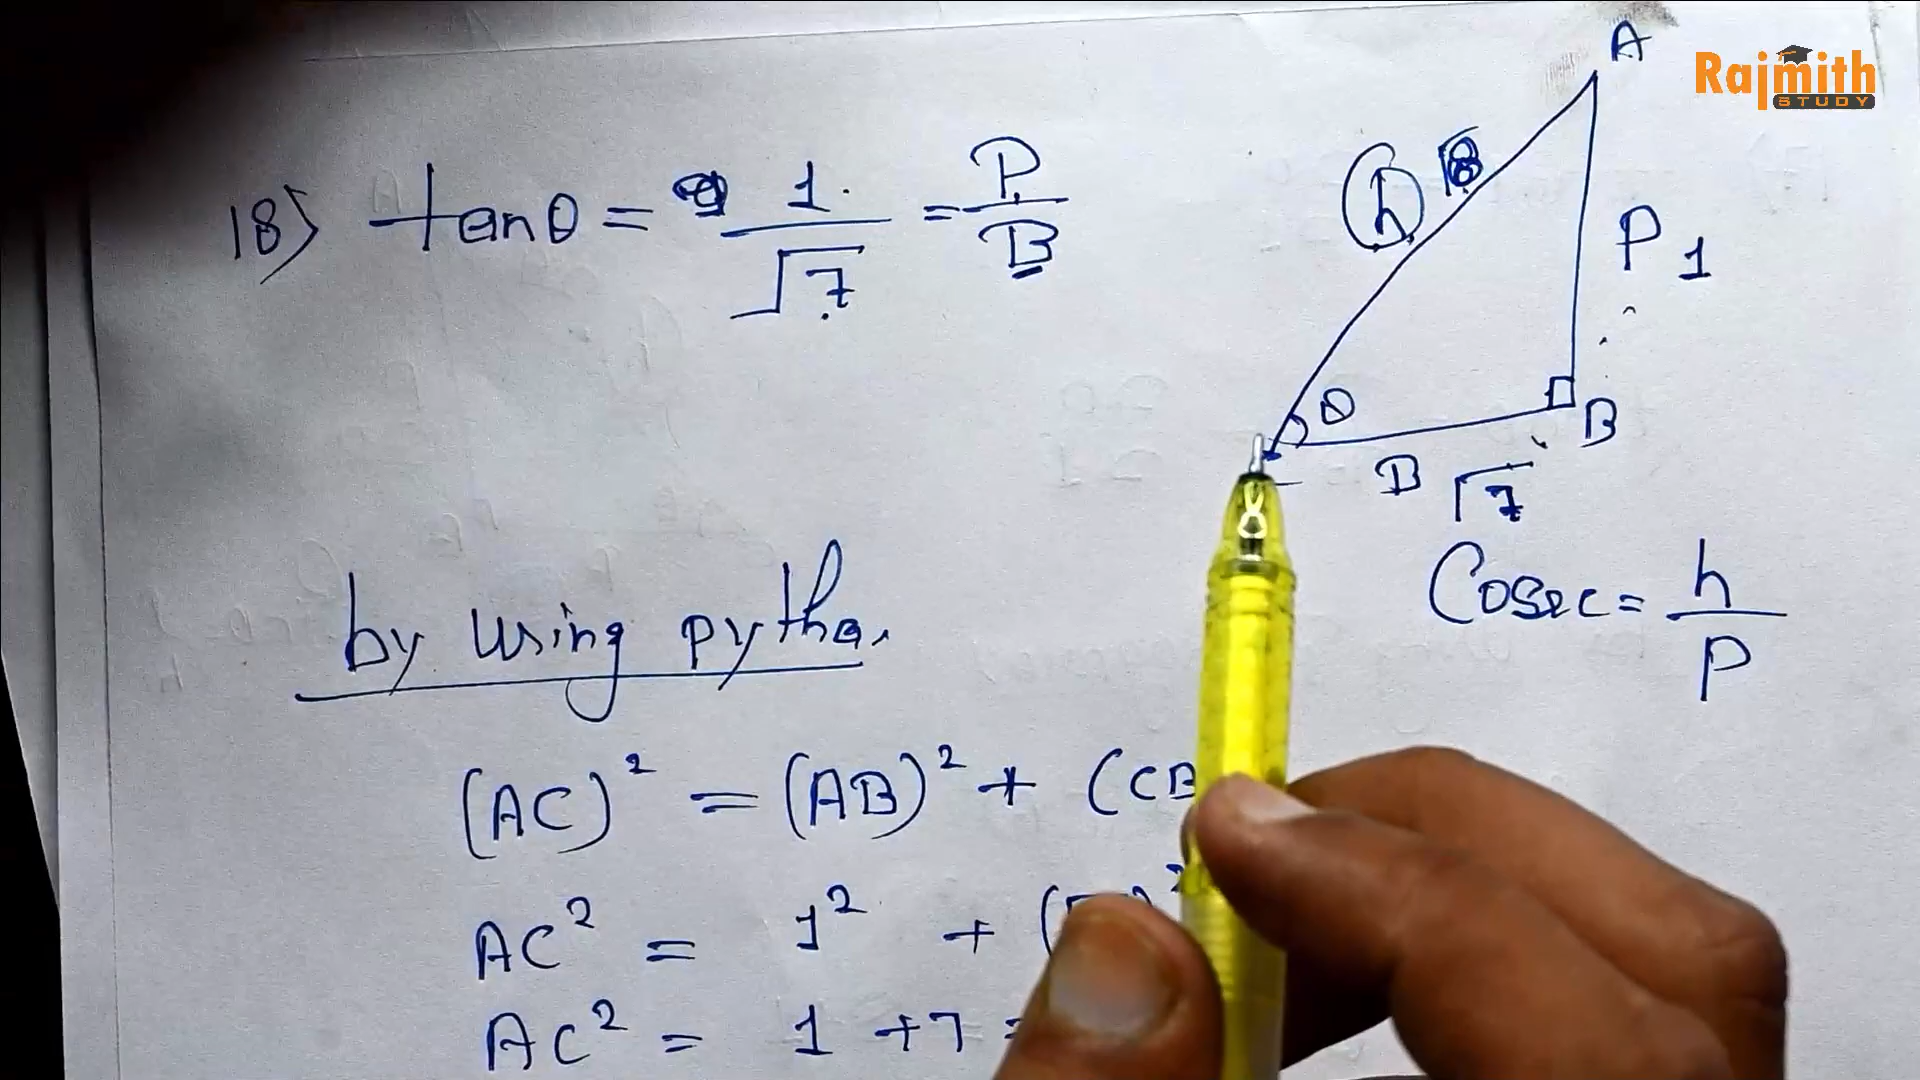 Rajmith
STUDY
18) tanθ = 1 / √7 = P / B
A
h √8
P 1
θ
B
B √7
Cosec = h / P
by using pytha.
(AC)² = (AB)² + (CB
AC² = 1² + (
AC² = 1 + 7 =